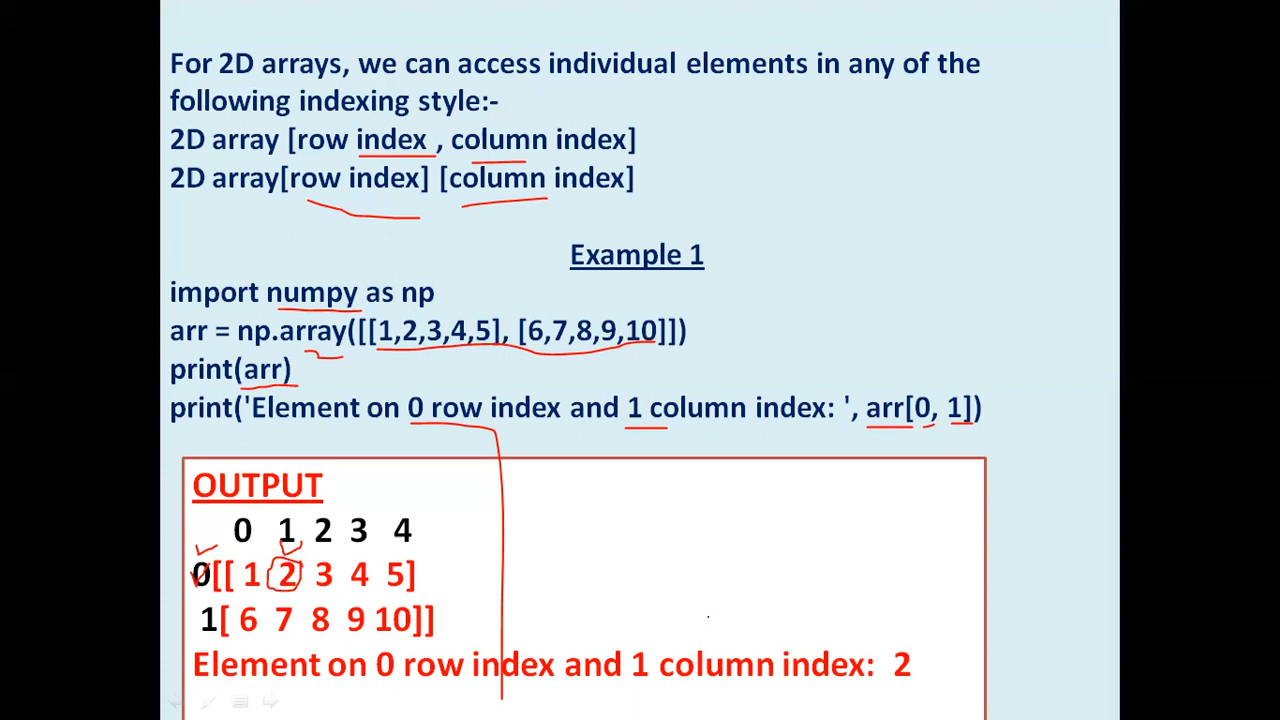 For 2D arrays, we can access individual elements in any of the
following indexing style:-
2D array [row index , column index]
2D array[row index] [column index]
Example 1
import numpy as np
arr = np.array([[1,2,3,4,5], [6,7,8,9,10]])
print(arr)
print('Element on 0 row index and 1 column index: ', arr[0, 1])
OUTPUT
0 1 2 3 4
0[[ 1 2 3 4 5]
1[ 6 7 8 9 10]]
Element on 0 row index and 1 column index: 2